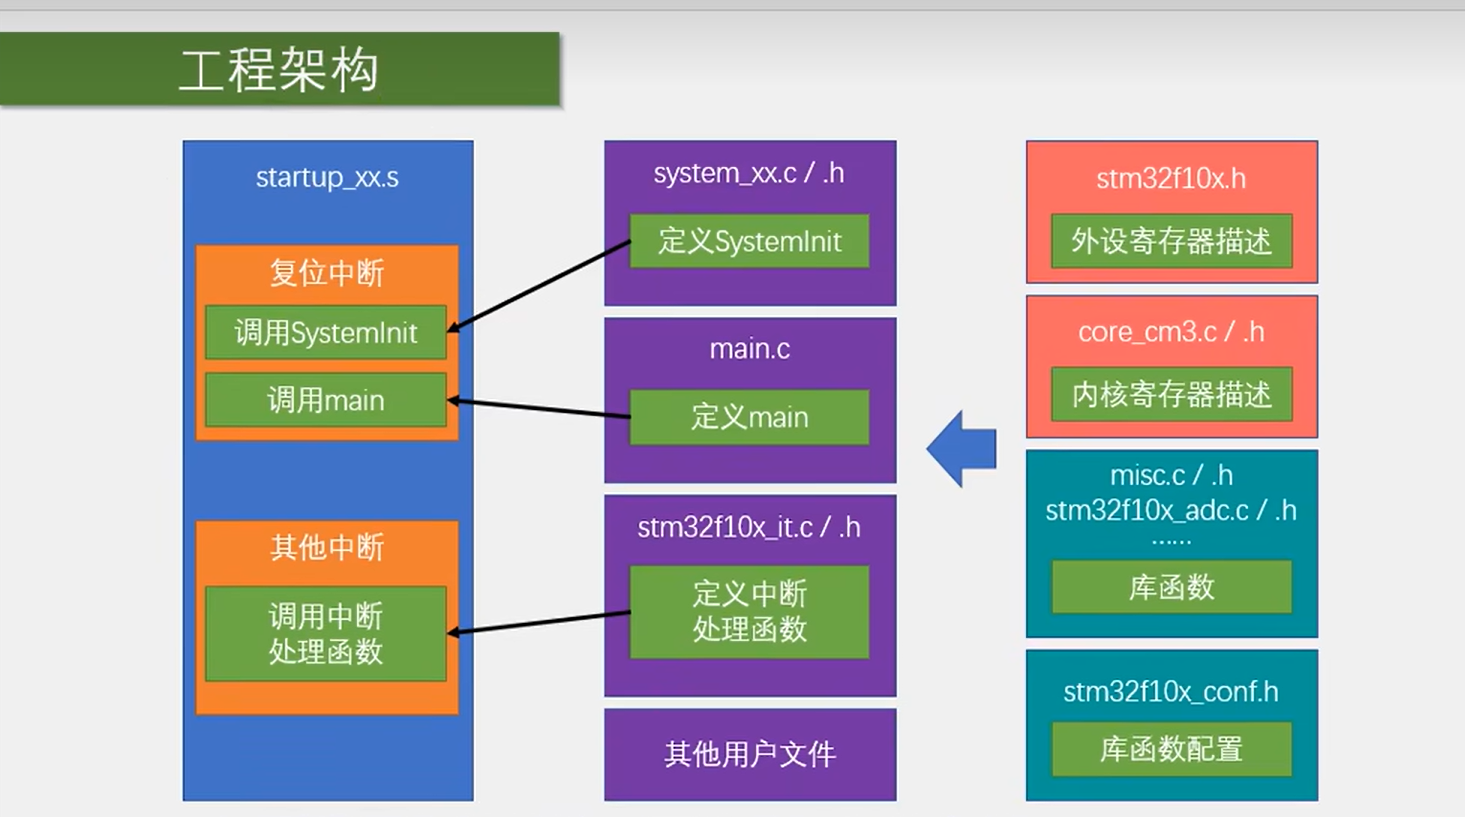 工程架构
startup_xx.s
复位中断
调用SystemInit
调用main
其他中断
调用中断
处理函数
system_xx.c / .h
定义SystemInit
main.c
定义main
stm32f10x_it.c / .h
定义中断
处理函数
其他用户文件
stm32f10x.h
外设寄存器描述
core_cm3.c / .h
内核寄存器描述
misc.c / .h
stm32f10x_adc.c / .h
......
库函数
stm32f10x_conf.h
库函数配置